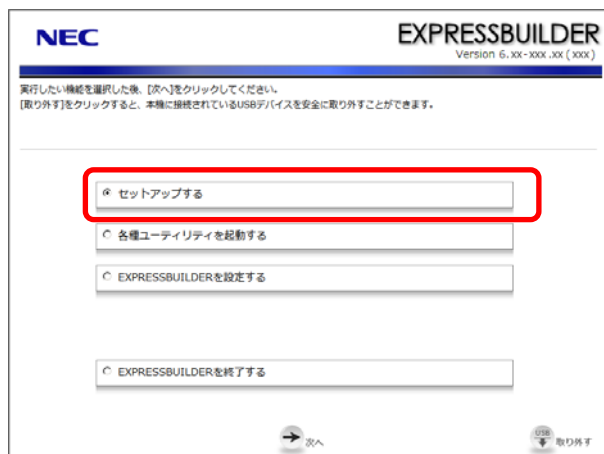 NEC
EXPRESSBUILDER
Version 6.xx-xxx.xx (xxx)
実行したい機能を選択した後、[次へ]をクリックしてください。
[取り外す]をクリックすると、本機に接続されているUSBデバイスを安全に取り外すことができます。
セットアップする
各種ユーティリティを起動する
EXPRESSBUILDERを設定する
EXPRESSBUILDERを終了する
次へ
USB
取り外す